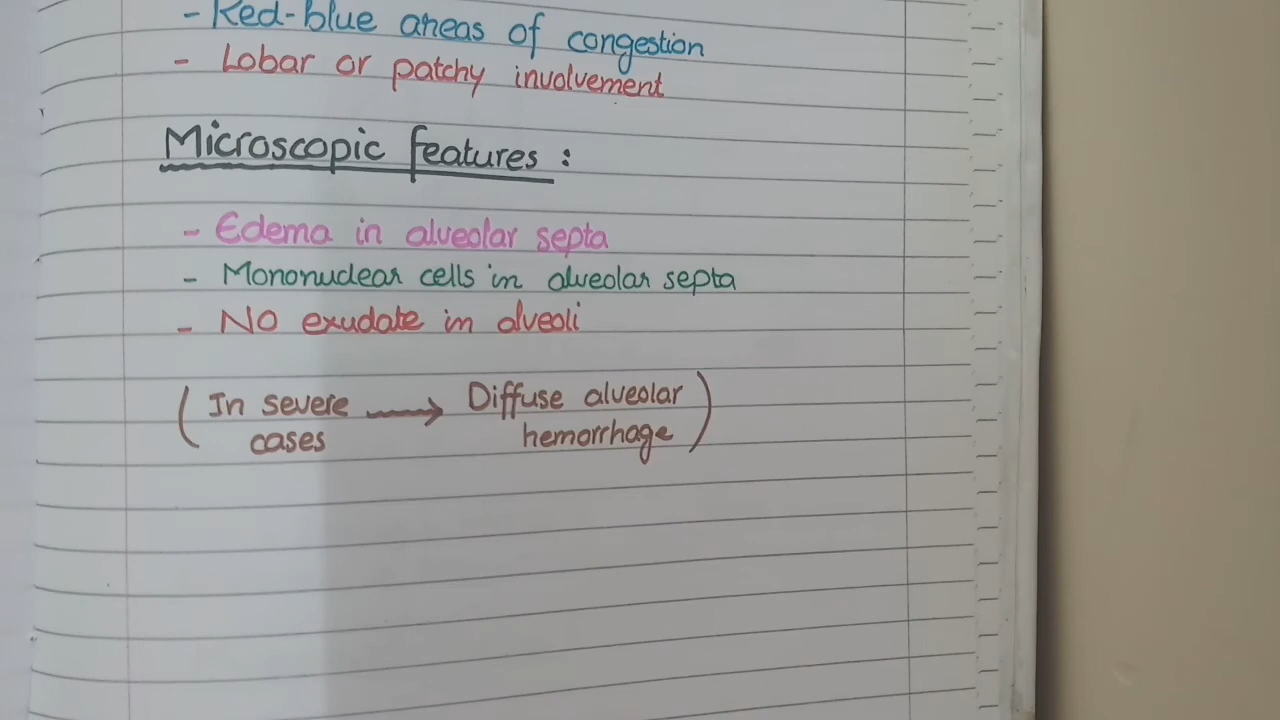 - Red-blue areas of congestion
- Lobar or patchy involvement
Microscopic features :
- Edema in alveolar septa
- Mononuclear cells in alveolar septa
- No exudate in alveoli
(In severe → Diffuse alveolar
cases hemorrhage)